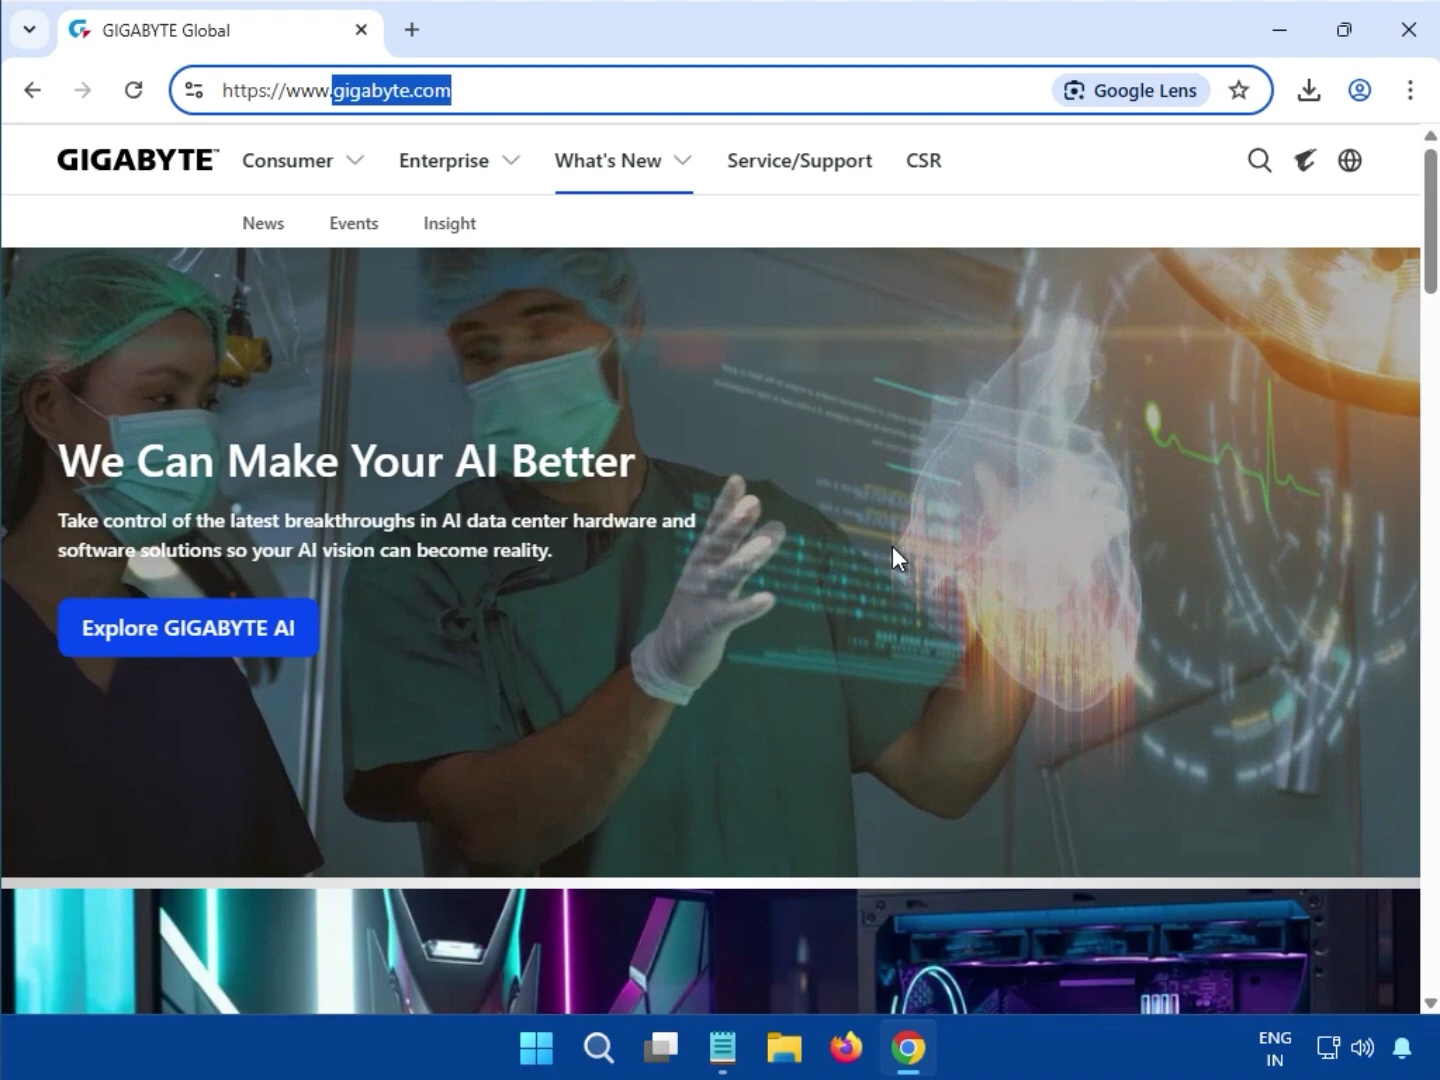 GIGABYTE Global
https://www.gigabyte.com
Google Lens
GIGABYTE™
Consumer
Enterprise
What's New
Service/Support
CSR
News
Events
Insight
We Can Make Your AI Better
Take control of the latest breakthroughs in AI data center hardware and
software solutions so your AI vision can become reality.
Explore GIGABYTE AI
ENG
IN